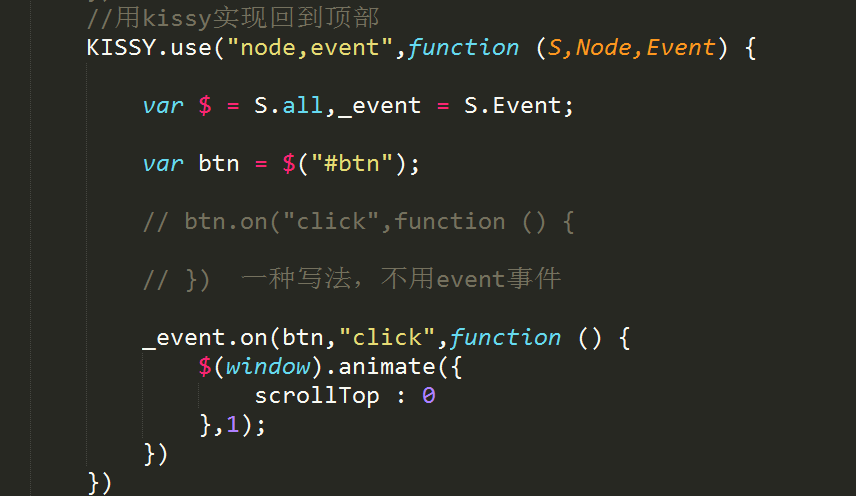 //用kissy实现回到顶部
KISSY.use("node,event",function (S,Node,Event) {
var $ = S.all,_event = S.Event;
var btn = $("#btn");
// btn.on("click",function () {
// })  一种写法，不用event事件
_event.on(btn,"click",function () {
$(window).animate({
scrollTop : 0
},1);
})
})